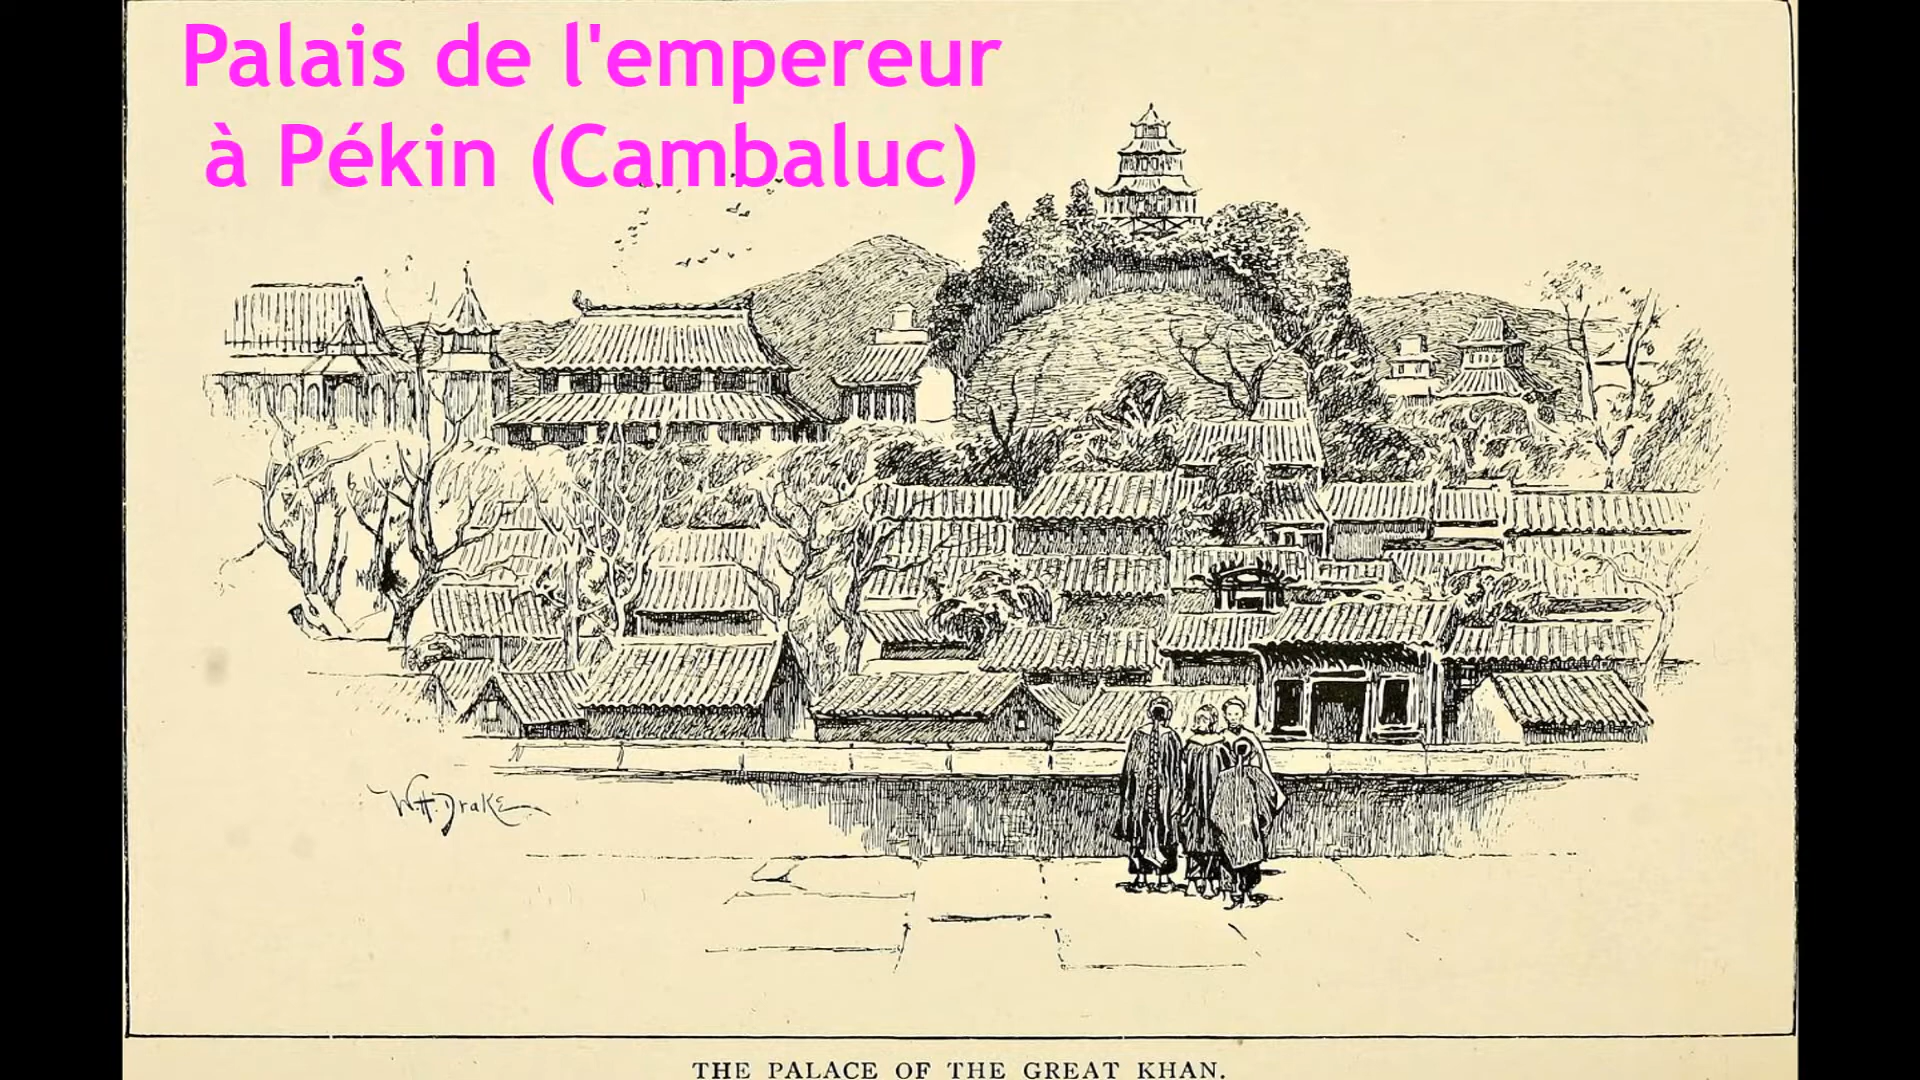 Palais de l'empereur
à Pékin (Cambaluc)
W.H. Drake
THE PALACE OF THE GREAT KHAN.